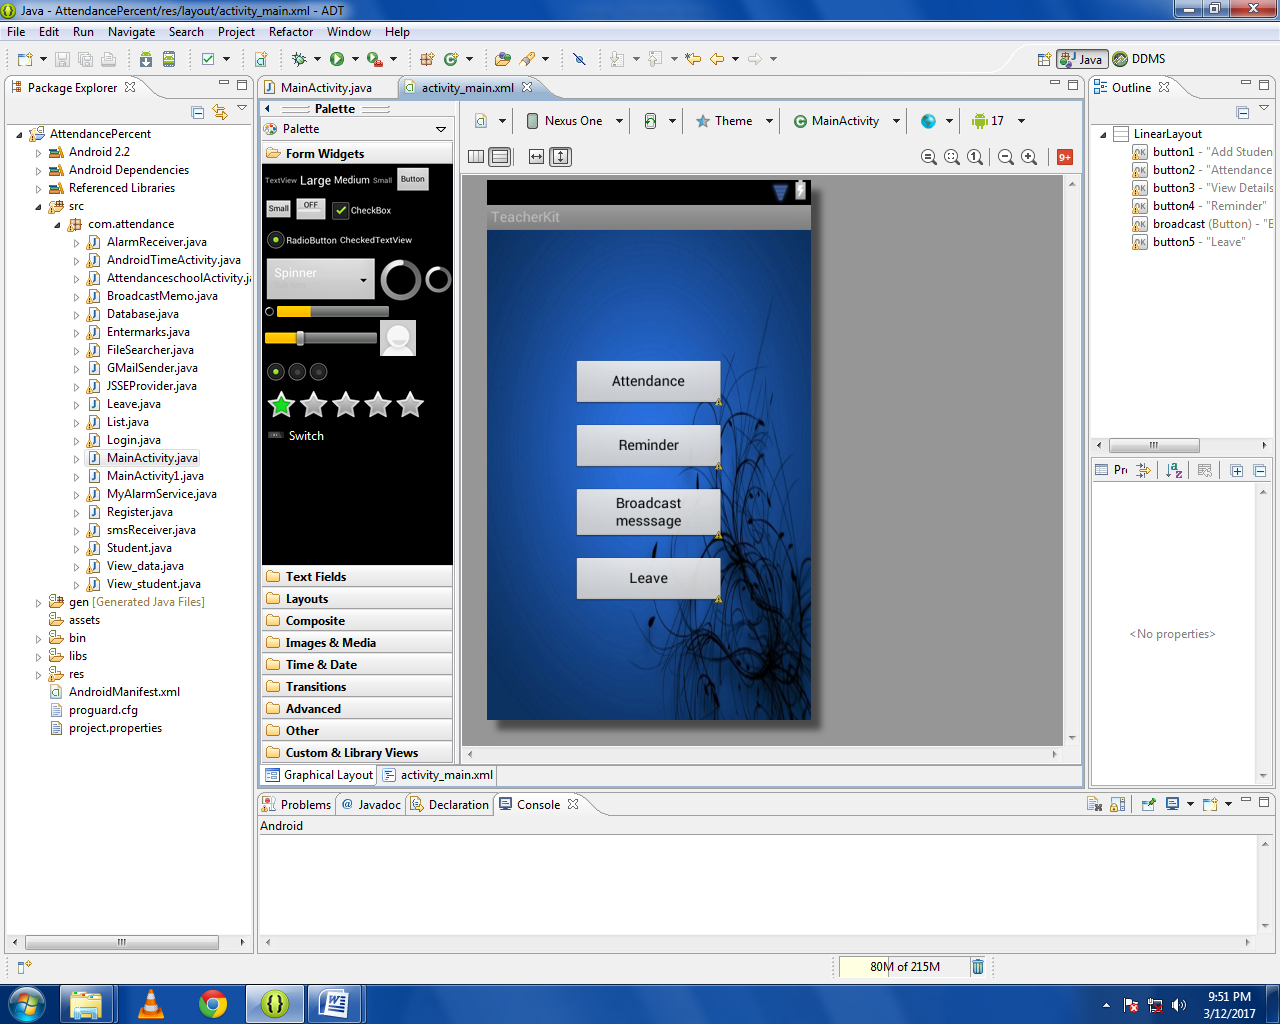 Java - AttendancePercent/res/layout/activity_main.xml - ADT
File Edit Run Navigate Search Project Refactor Window Help
Java DDMS
Package Explorer
AttendancePercent
Android 2.2
Android Dependencies
Referenced Libraries
src
com.attendance
AlarmReceiver.java
AndroidTimeActivity.java
AttendanceschoolActivity.ja
BroadcastMemo.java
Database.java
Entermarks.java
FileSearcher.java
GMailSender.java
JSSEProvider.java
Leave.java
List.java
Login.java
MainActivity.java
MainActivity1.java
MyAlarmService.java
Register.java
smsReceiver.java
Student.java
View_data.java
View_student.java
gen [Generated Java Files]
assets
bin
libs
res
AndroidManifest.xml
proguard.cfg
project.properties
MainActivity.java activity_main.xml
Palette
Palette
Form Widgets
TextView Large Medium Small Button
Small OFF CheckBox
RadioButton CheckedTextView
Spinner
Switch
Text Fields
Layouts
Composite
Images & Media
Time & Date
Transitions
Advanced
Other
Custom & Library Views
Graphical Layout activity_main.xml
Nexus One Theme MainActivity 17
9+
TeacherKit
Attendance
Reminder
Broadcast
messsage
Leave
Outline
LinearLayout
button1 - "Add Studen
button2 - "Attendance
button3 - "View Details
button4 - "Reminder"
broadcast (Button) - "B
button5 - "Leave"
Pr
<No properties>
Problems Javadoc Declaration Console
Android
80M of 215M
9:51 PM
3/12/2017